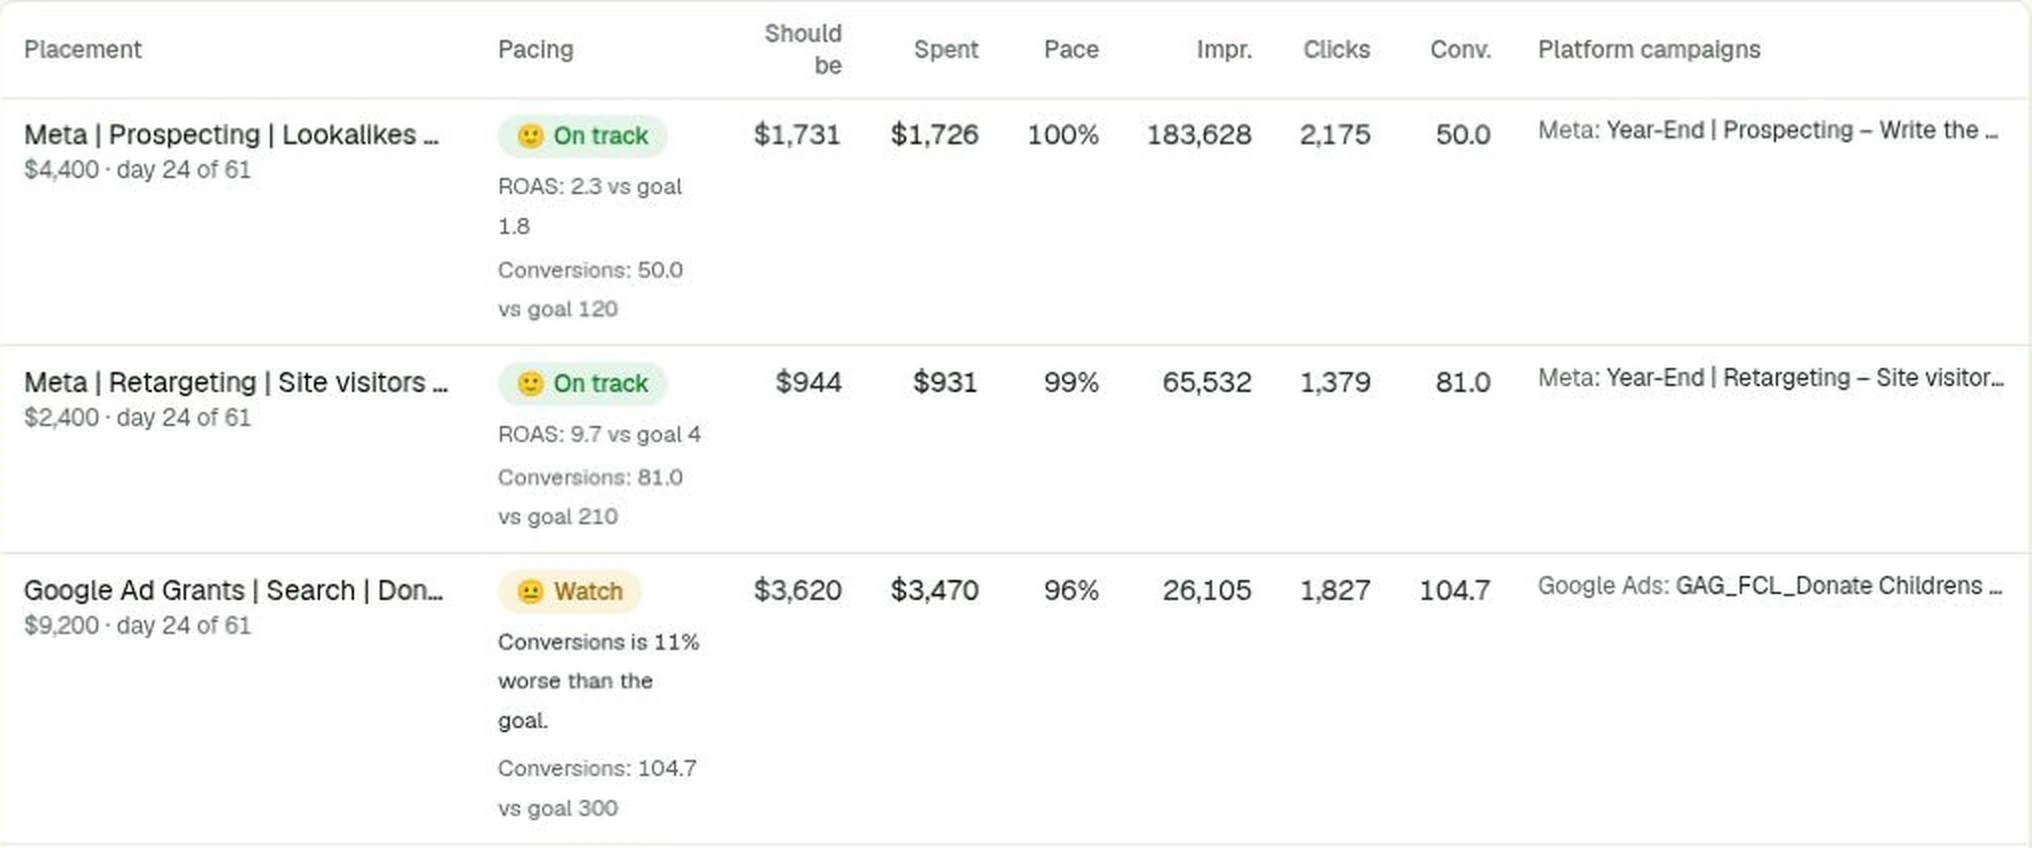 Placement Pacing Should be Spent Pace Impr. Clicks Conv. Platform campaigns
Meta | Prospecting | Lookalikes ... 🙂 On track $1,731 $1,726 100% 183,628 2,175 50.0 Meta: Year-End | Prospecting – Write the ...
$4,400 · day 24 of 61
ROAS: 2.3 vs goal
1.8
Conversions: 50.0
vs goal 120
Meta | Retargeting | Site visitors ... 🙂 On track $944 $931 99% 65,532 1,379 81.0 Meta: Year-End | Retargeting – Site visitor...
$2,400 · day 24 of 61
ROAS: 9.7 vs goal 4
Conversions: 81.0
vs goal 210
Google Ad Grants | Search | Don... 😐 Watch $3,620 $3,470 96% 26,105 1,827 104.7 Google Ads: GAG_FCL_Donate Childrens ...
$9,200 · day 24 of 61
Conversions is 11%
worse than the
goal.
Conversions: 104.7
vs goal 300